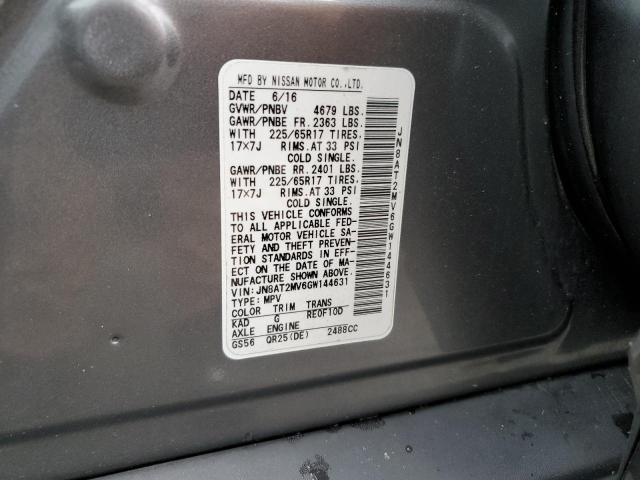 MFD BY NISSAN MOTOR CO.,LTD.
DATE 6/16
GVWR/PNBV 4679 LBS.
GAWR/PNBE FR. 2363 LBS.
WITH 225/65R17 TIRES.
17×7J RIMS.AT 33 PSI
COLD SINGLE.
GAWR/PNBE RR. 2401 LBS.
WITH 225/65R17 TIRES.
17×7J RIMS.AT 33 PSI
COLD SINGLE.
THIS VEHICLE CONFORMS
TO ALL APPLICABLE FED-
ERAL MOTOR VEHICLE SA-
FETY AND THEFT PREVEN-
TION STANDARDS IN EFF-
ECT ON THE DATE OF MA-
NUFACTURE SHOWN ABOVE.
VIN:JN8AT2MV6GW144631
TYPE:MPV
COLOR TRIM TRANS
KAD G RE0F10D
AXLE ENGINE
GS56 QR25(DE) 2488CC
JN8AT2MV6GW144631